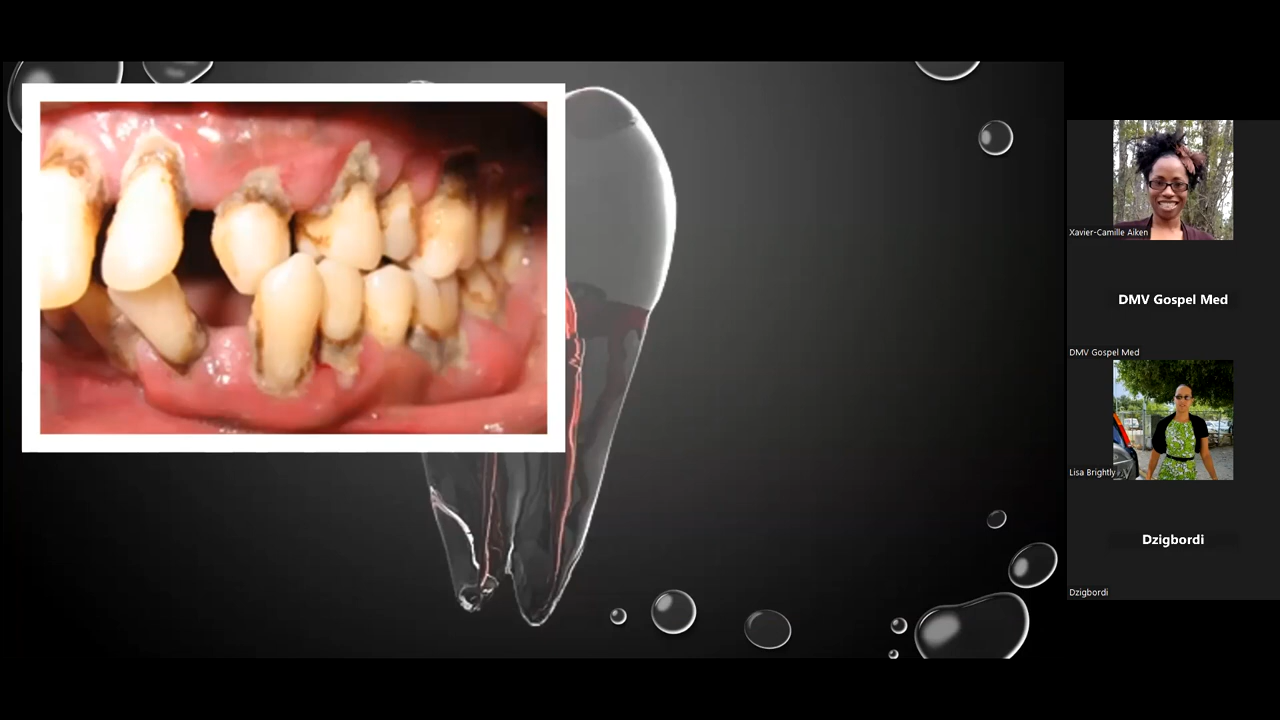 Xavier-Camille Aiken
DMV Gospel Med
DMV Gospel Med
Lisa Brightly
Dzigbordi
Dzigbordi